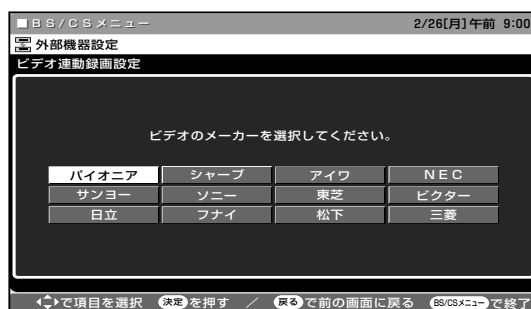 ■BS/CSメニュー 2/26[月]午前 9:00
外部機器設定
ビデオ連動録画設定
ビデオのメーカーを選択してください。
パイオニア シャープ アイワ NEC
サンヨー ソニー 東芝 ビクター
日立 フナイ 松下 三菱
で項目を選択 決定を押す / 戻るで前の画面に戻る BS/CSメニューで終了